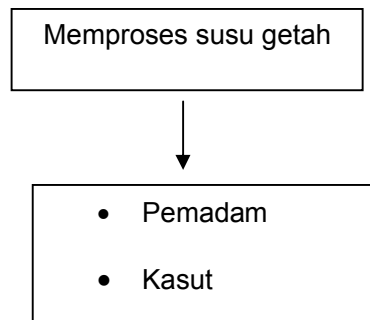 Memproses susu getah
• Pemadam
• Kasut